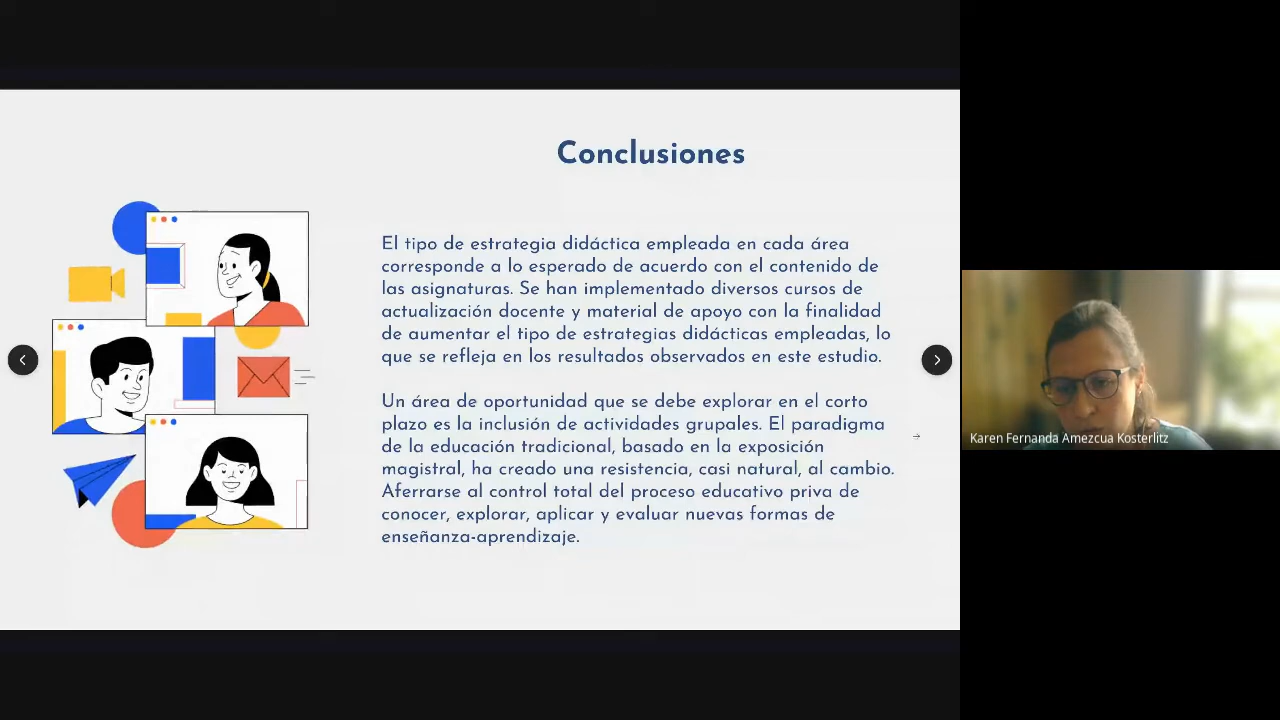 Conclusiones
El tipo de estrategia didáctica empleada en cada área
corresponde a lo esperado de acuerdo con el contenido de
las asignaturas. Se han implementado diversos cursos de
actualización docente y material de apoyo con la finalidad
de aumentar el tipo de estrategias didácticas empleadas, lo
que se refleja en los resultados observados en este estudio.
Un área de oportunidad que se debe explorar en el corto
plazo es la inclusión de actividades grupales. El paradigma
de la educación tradicional, basado en la exposición
magistral, ha creado una resistencia, casi natural, al cambio.
Aferrarse al control total del proceso educativo priva de
conocer, explorar, aplicar y evaluar nuevas formas de
enseñanza-aprendizaje.
Karen Fernanda Amezcua Kosterlitz